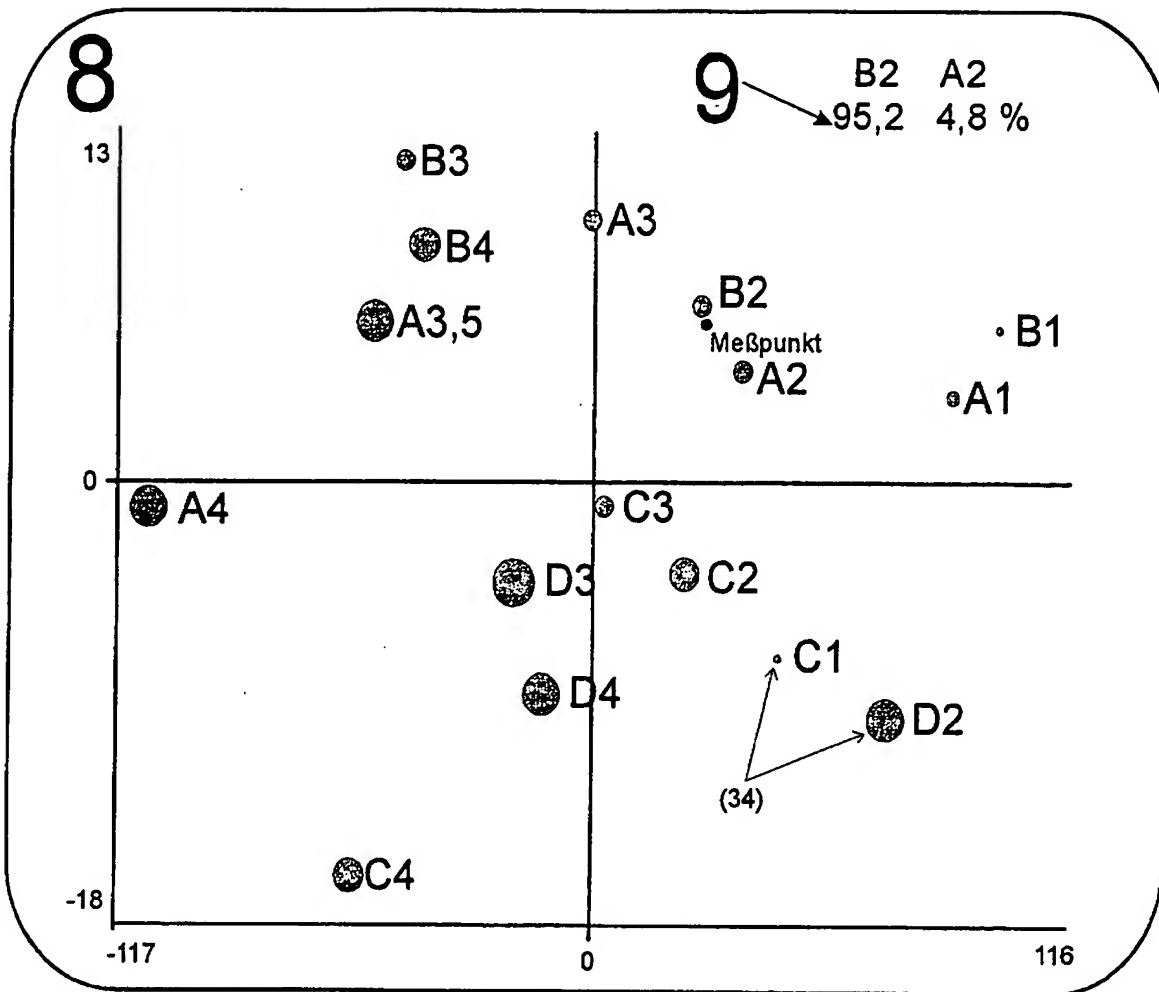 8
9 B2 A2
95,2 4,8 %
13
B3
A3
B4
B2
A3,5
B1
Meßpunkt
A2
A1
0
A4
C3
D3
C2
C1
D4
D2
(34)
C4
-18
-117 0 116